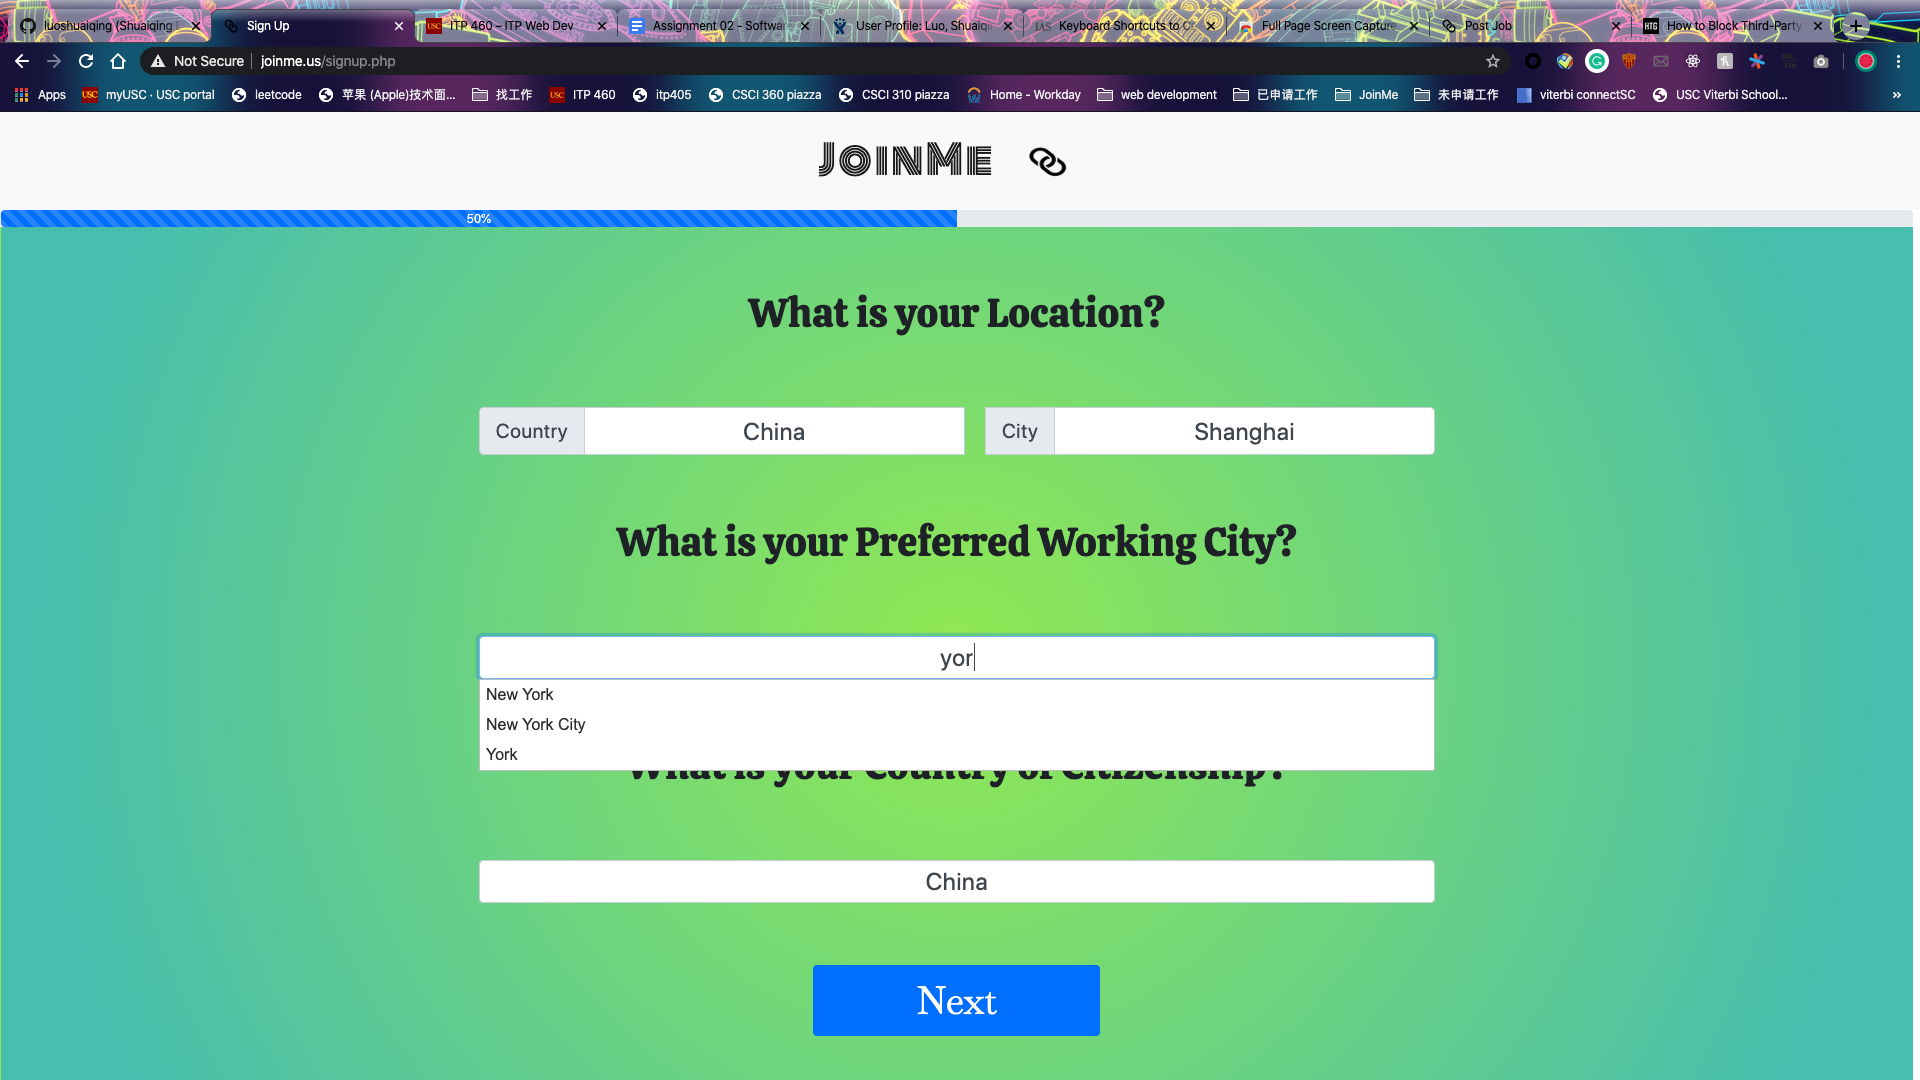 luoshuaiqing (Shuaiqing
Sign Up
ITP 460 – ITP Web Dev
Assignment 02 - Softwar
User Profile: Luo, Shuaiqi
Keyboard Shortcuts to C
Full Page Screen Capture
Post Job
HTG
How to Block Third-Party
Not Secure
joinme.us/signup.php
Apps
USC
myUSC · USC portal
leetcode
苹果 (Apple)技术面...
找工作
USC
ITP 460
itp405
CSCI 360 piazza
CSCI 310 piazza
Home - Workday
web development
已申请工作
JoinMe
未申请工作
viterbi connectSC
USC Viterbi School...
»
JoinMe
50%
What is your Location?
Country
China
City
Shanghai
What is your Preferred Working City?
yor
New York
New York City
York
What is your Country of Citizenship?
China
Next